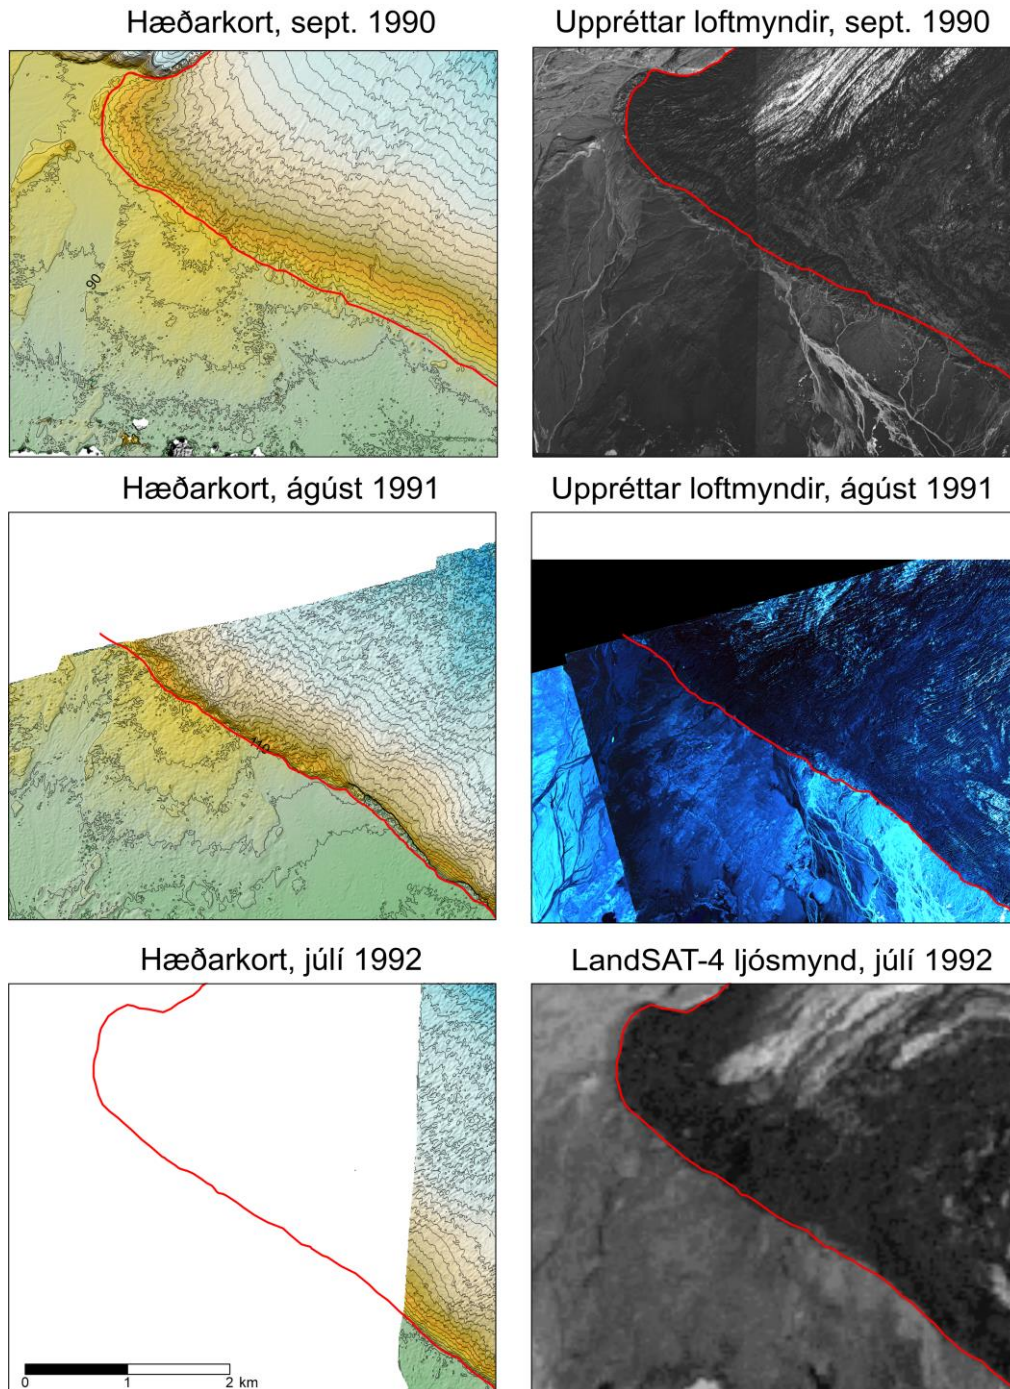 Hæðarkort, sept. 1990
Uppréttar loftmyndir, sept. 1990
90
Hæðarkort, ágúst 1991
Uppréttar loftmyndir, ágúst 1991
110
Hæðarkort, júlí 1992
LandSAT-4 ljósmynd, júlí 1992
0 1 2 km